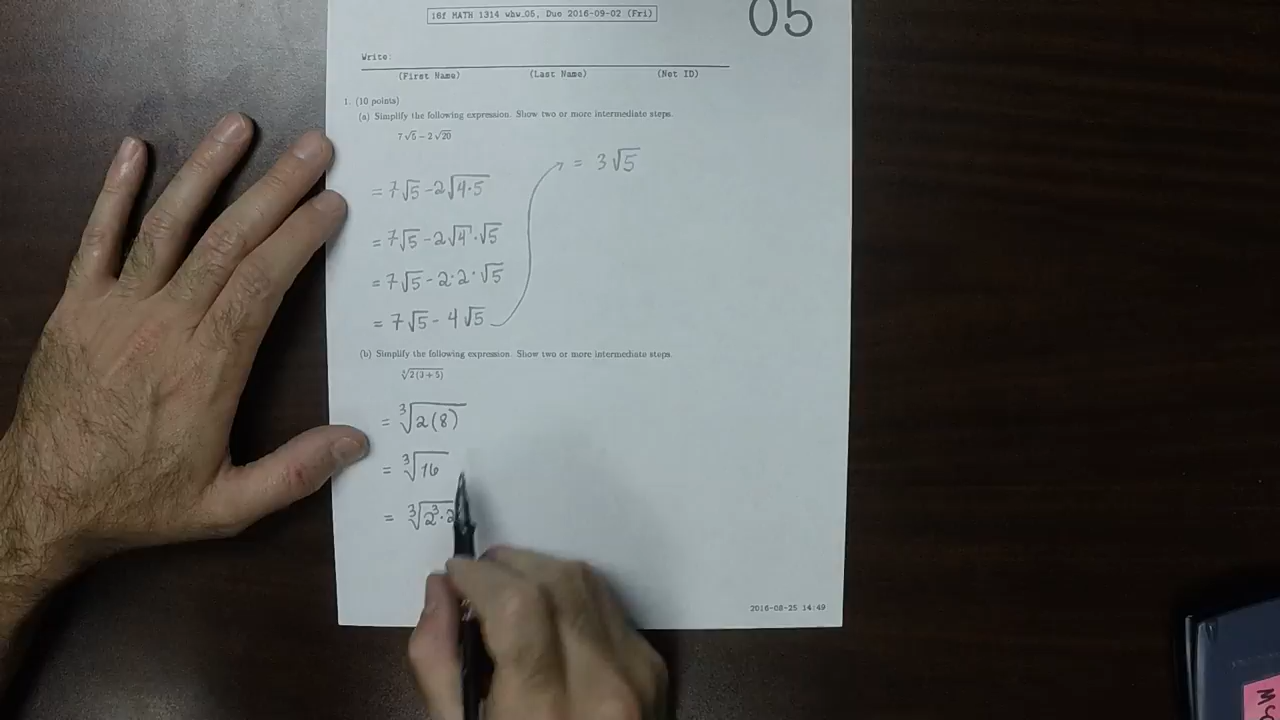 16f MATH 1314 wbw_05, Due 2016-09-02 (Fri)
05
Write:
(First Name) (Last Name) (Net ID)
1. (10 points)
(a) Simplify the following expression. Show two or more intermediate steps.
7√5 − 2√20
= 7√5 - 2√4·5
= 7√5 - 2√4·√5
= 7√5 - 2·2·√5
= 7√5 - 4√5
= 3√5
(b) Simplify the following expression. Show two or more intermediate steps.
∛2(3 + 5)
= ∛2(8)
= ∛16
= ∛2³·2
2016-08-25 14:49